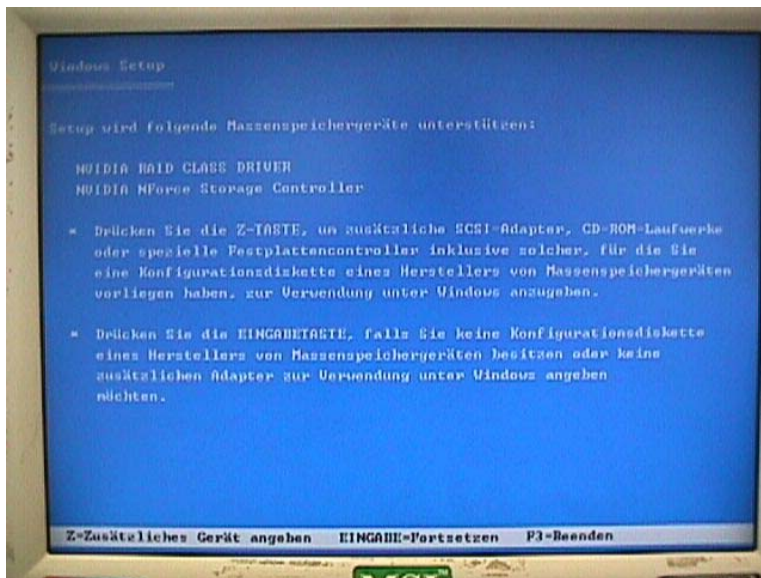 Windows Setup
Setup wird folgende Massenspeichergeräte unterstützen:
NVIDIA RAID CLASS DRIVER
NVIDIA NForce Storage Controller
* Drücken Sie die Z-TASTE, um zusätzliche SCSI-Adapter, CD-ROM-Laufwerke
oder spezielle Festplattencontroller inklusive solcher, für die Sie
eine Konfigurationsdiskette eines Herstellers von Massenspeichergeräten
vorliegen haben, zur Verwendung unter Windows anzugeben.
* Drücken Sie die EINGABETASTE, falls Sie keine Konfigurationsdiskette
eines Herstellers von Massenspeichergeräten besitzen oder keine
zusätzlichen Adapter zur Verwendung unter Windows angeben
möchten.
Z=Zusätzliches Gerät angeben EINGABE=Fortsetzen F3=Beenden
MSI